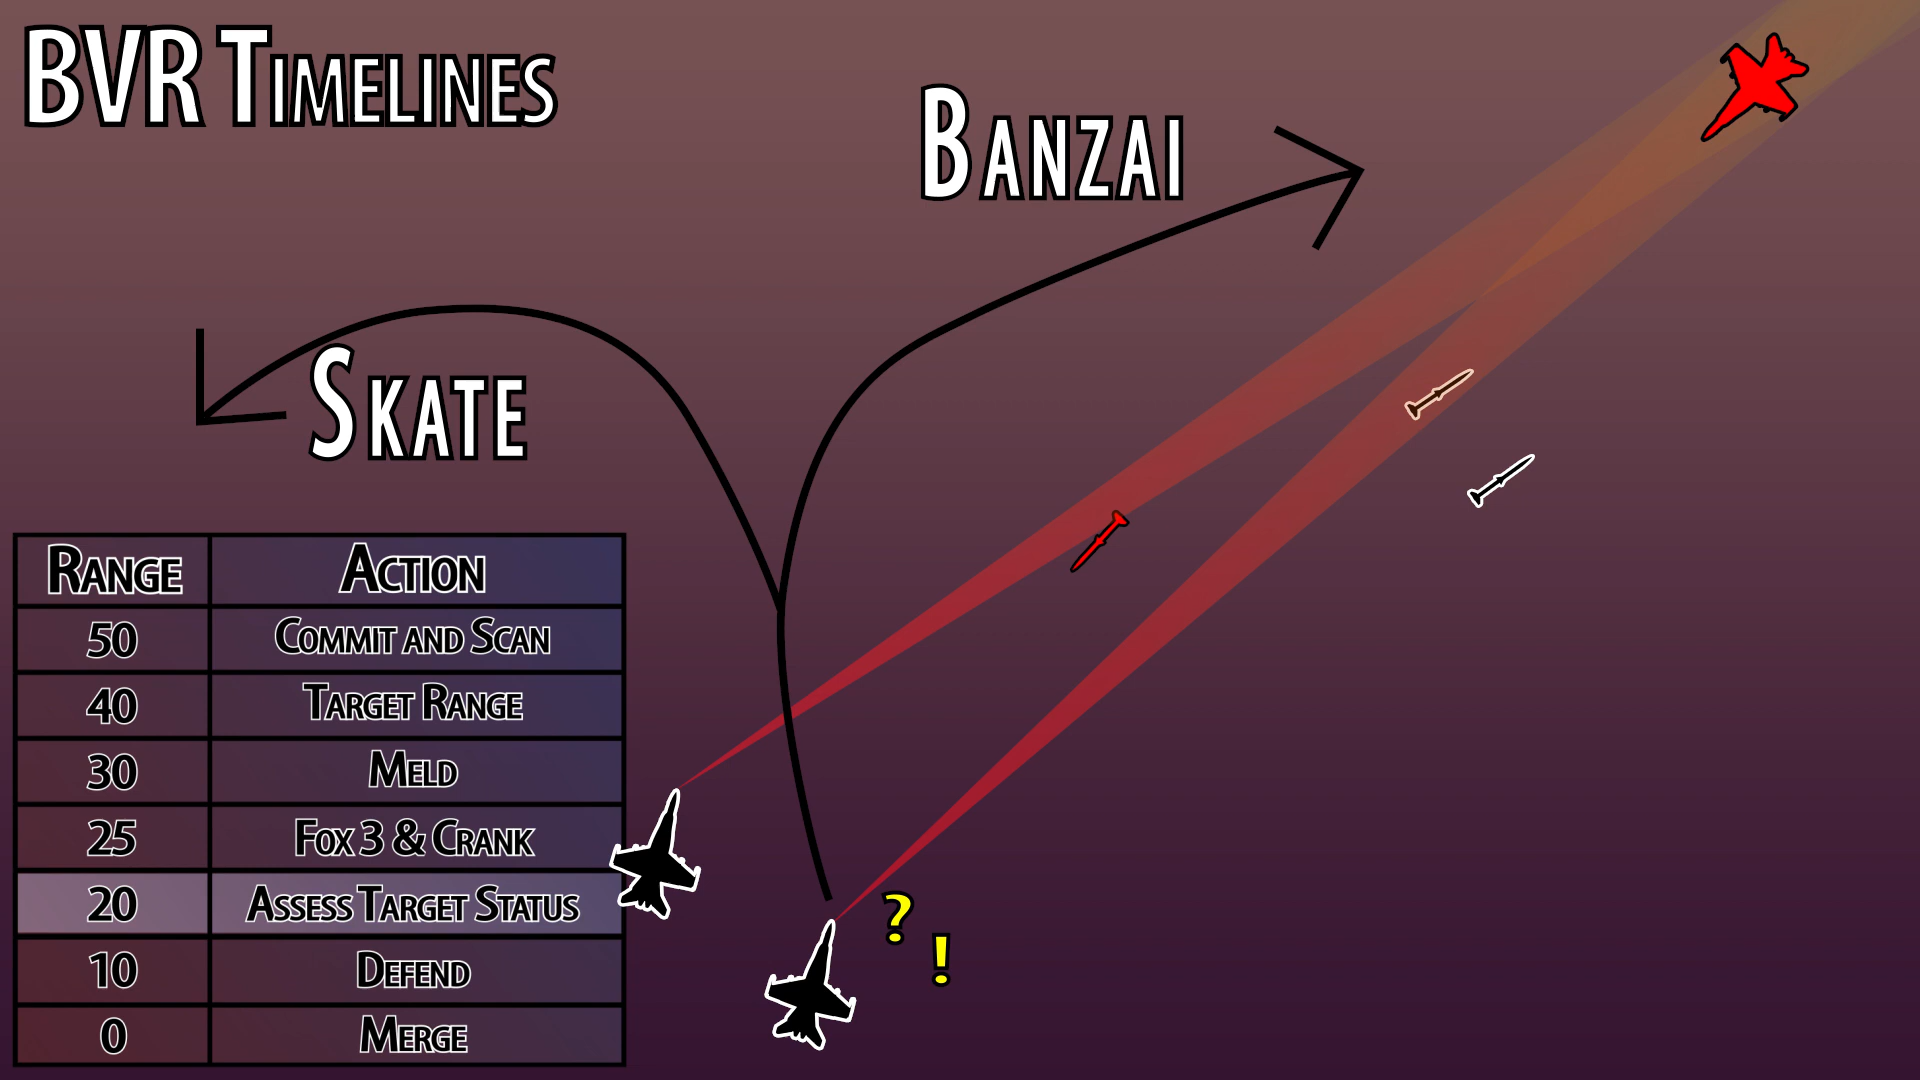 BVR Timelines
Banzai
Skate
Range Action
50 Commit and Scan
40 Target Range
30 Meld
25 Fox 3 & Crank
20 Assess Target Status
10 Defend
0 Merge
?
!